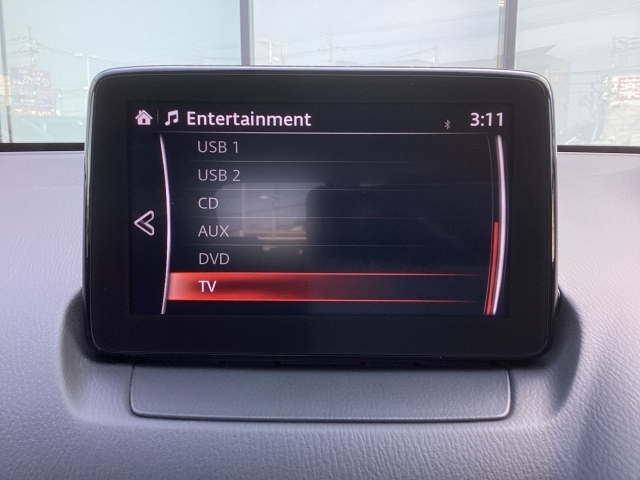 Entertainment 3:11
USB 1
USB 2
CD
AUX
DVD
TV